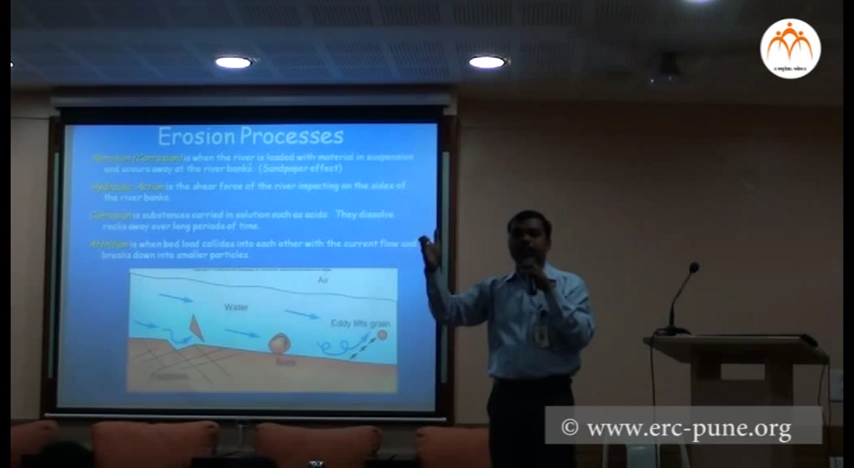 Erosion Processes
Abrasion (Corrasion) is when the river is loaded with material in suspension
and scours away at the river banks. (Sandpaper effect)
Hydraulic Action is the shear force of the river impacting on the sides of
the river banks.
Corrosion is substances carried in solution such as acids. They dissolve
rocks away over long periods of time.
Attrition is when bed load collides into each other with the current flow and
breaks down into smaller particles.
Air
Water
Eddy lifts grain
© www.erc-pune.org